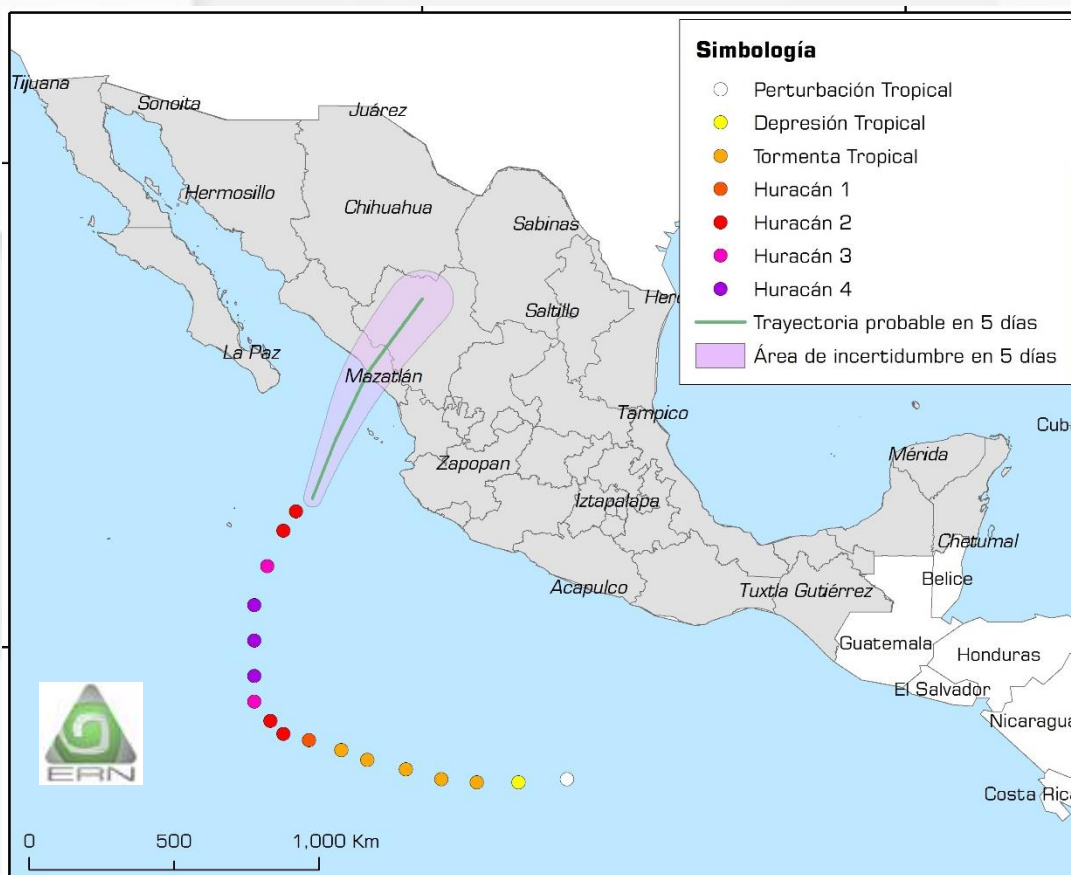 Simbología
Perturbación Tropical
Depresión Tropical
Tormenta Tropical
Huracán 1
Huracán 2
Huracán 3
Huracán 4
Trayectoria probable en 5 días
Área de incertidumbre en 5 días
Tijuana
Sonoita
Juárez
Hermosillo
Chihuahua
Sabinas
Saltillo
Hero
La Paz
Mazatlán
Tampico
Cub
Zapopan
Mérida
Iztapalapa
Chetumal
Acapulco
Tuxtla Gutiérrez
Belice
Guatemala
Honduras
El Salvador
Nicaragua
Costa Rica
ERN
0 500 1,000 Km